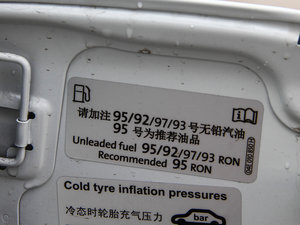 请加注 95/92/97/93 号无铅汽油
95 号为推荐油品
Unleaded fuel 95/92/97/93 RON
Recommended 95 RON
Cold tyre inflation pressures
冷态时轮胎充气压力
bar